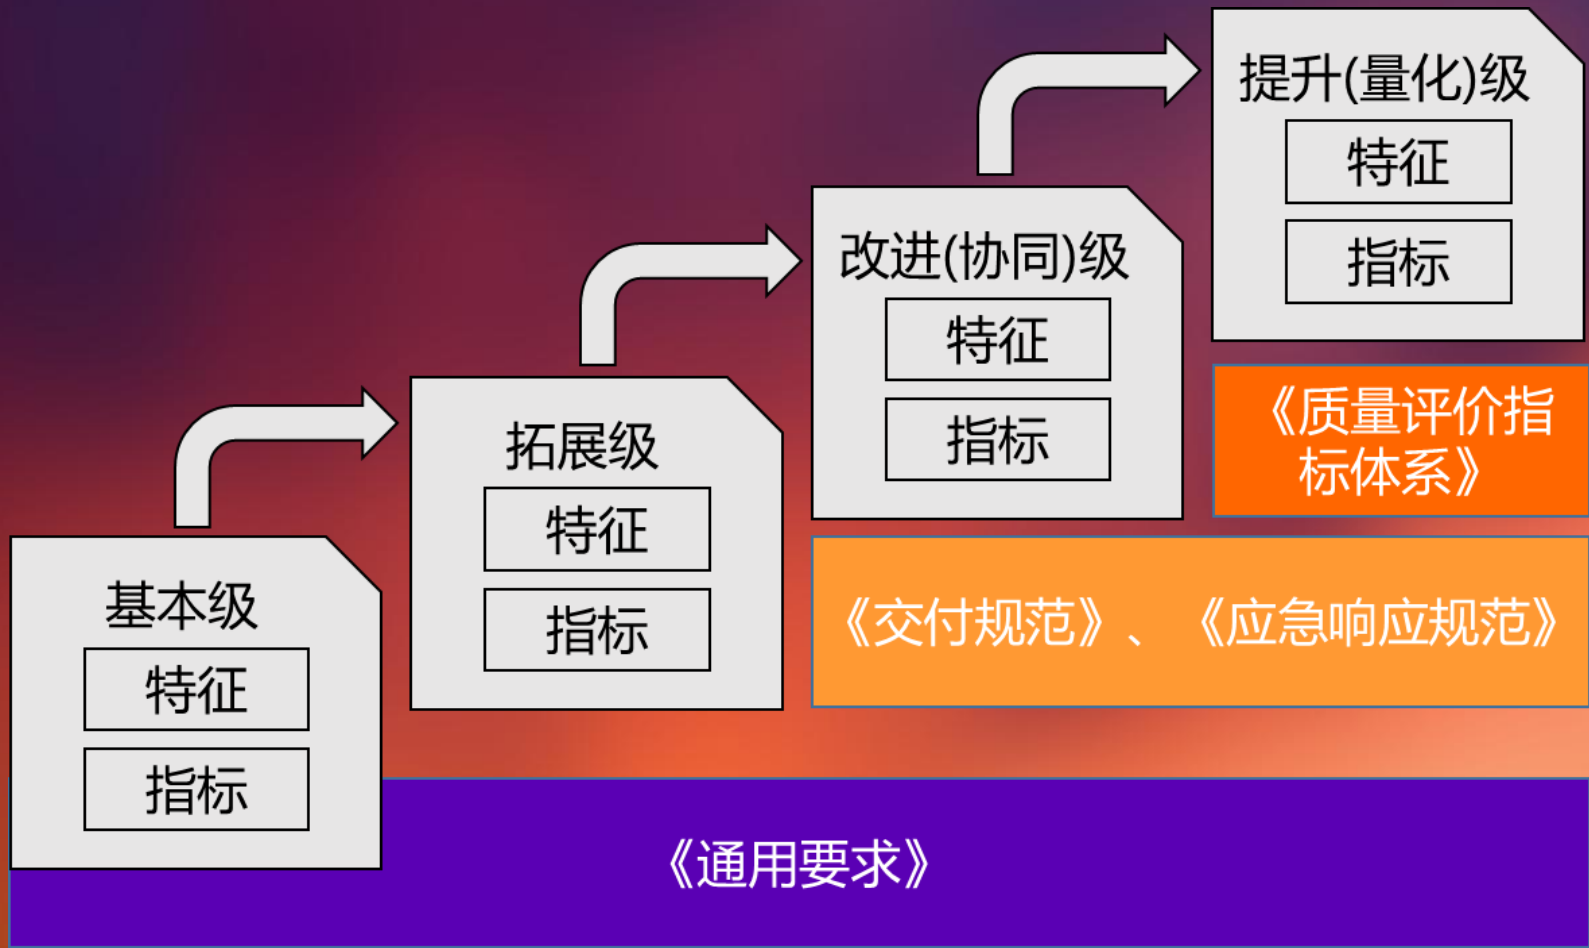 提升(量化)级
特征
指标
改进(协同)级
特征
指标
《质量评价指
标体系》
拓展级
特征
指标
《交付规范》、《应急响应规范》
基本级
特征
指标
《通用要求》